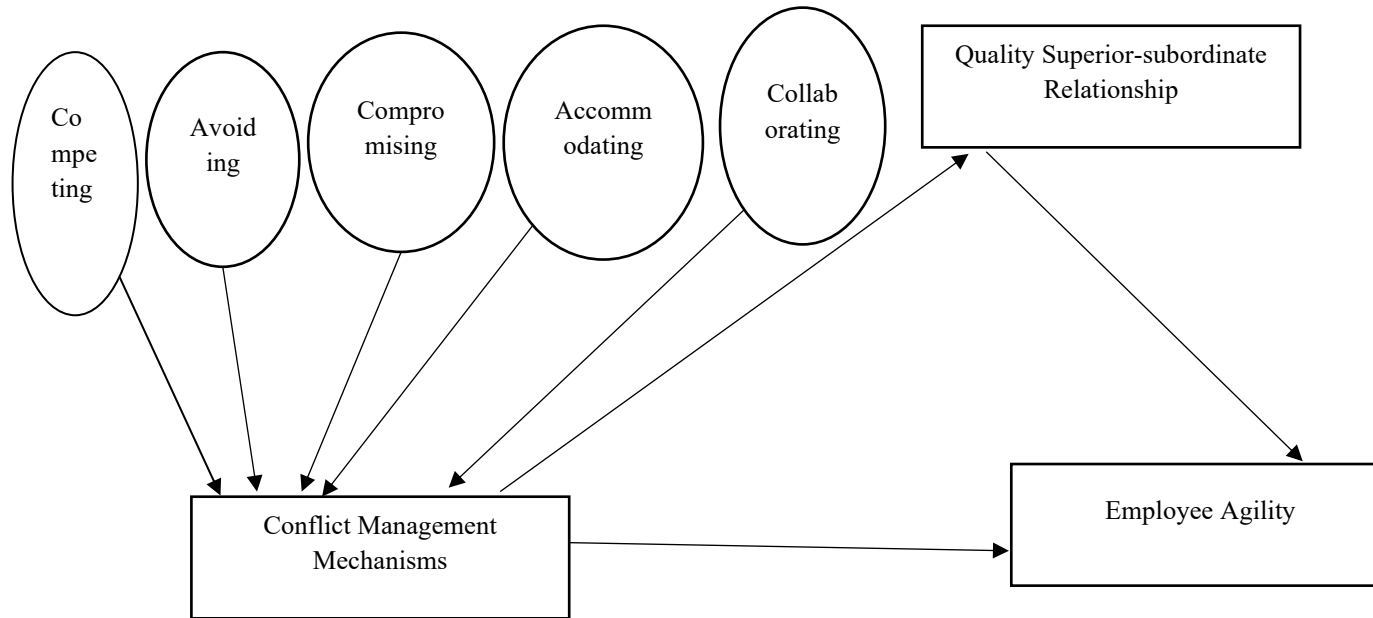 Co
mpe
ting
Avoid
ing
Compro
mising
Accomm
odating
Collab
orating
Quality Superior-subordinate
Relationship
Conflict Management
Mechanisms
Employee Agility